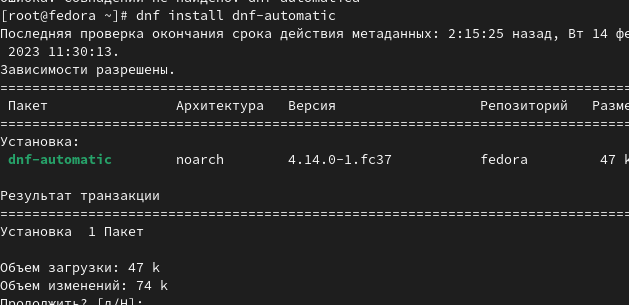 [root@fedora ~]# dnf install dnf-automatic
Последняя проверка окончания срока действия метаданных: 2:15:25 назад, Вт 14 фе
2023 11:30:13.
Зависимости разрешены.
================================================================================
Пакет Архитектура Версия Репозиторий Разме
================================================================================
Установка:
dnf-automatic noarch 4.14.0-1.fc37 fedora 47 k
Результат транзакции
================================================================================
Установка 1 Пакет
Объем загрузки: 47 k
Объем изменений: 74 k
Продолжить? [д/Н]: